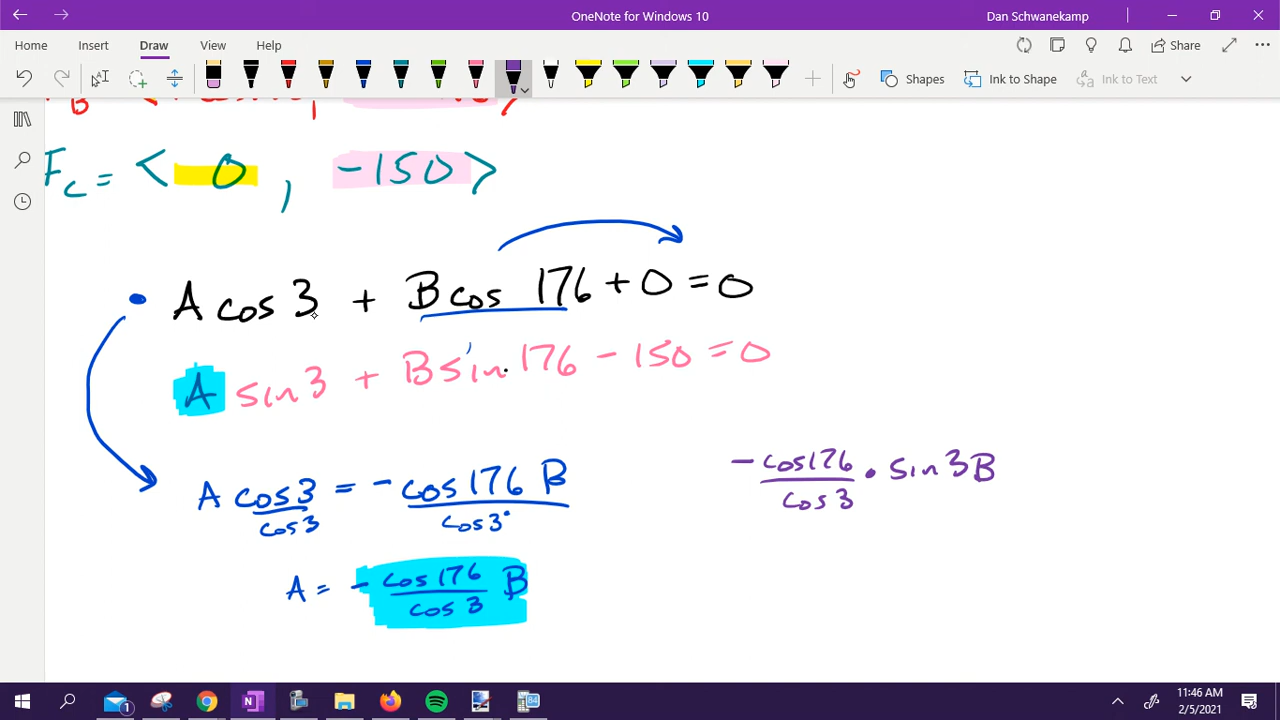 OneNote for Windows 10
Dan Schwanekamp
Home Insert Draw View Help
Share
Shapes Ink to Shape Ink to Text
F_C = < 0 , -150 >
A cos 3 + B cos 176 + 0 = 0
A sin 3 + B sin 176 - 150 = 0
A cos 3 / cos 3 = - cos 176 B / cos 3°
- cos 176 / cos 3 • sin 3 B
A = - cos 176 / cos 3 B
11:46 AM
2/5/2021